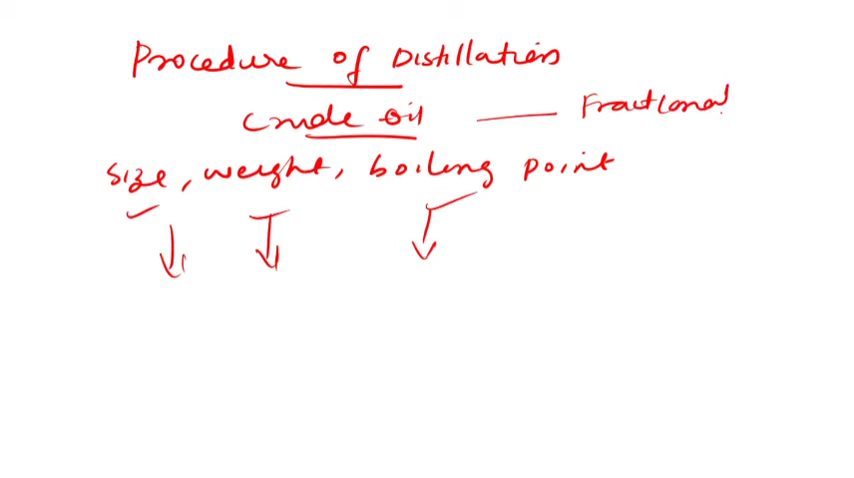 Procedure of Distillation
Crude oil — Fractional
Size, weight, boiling point